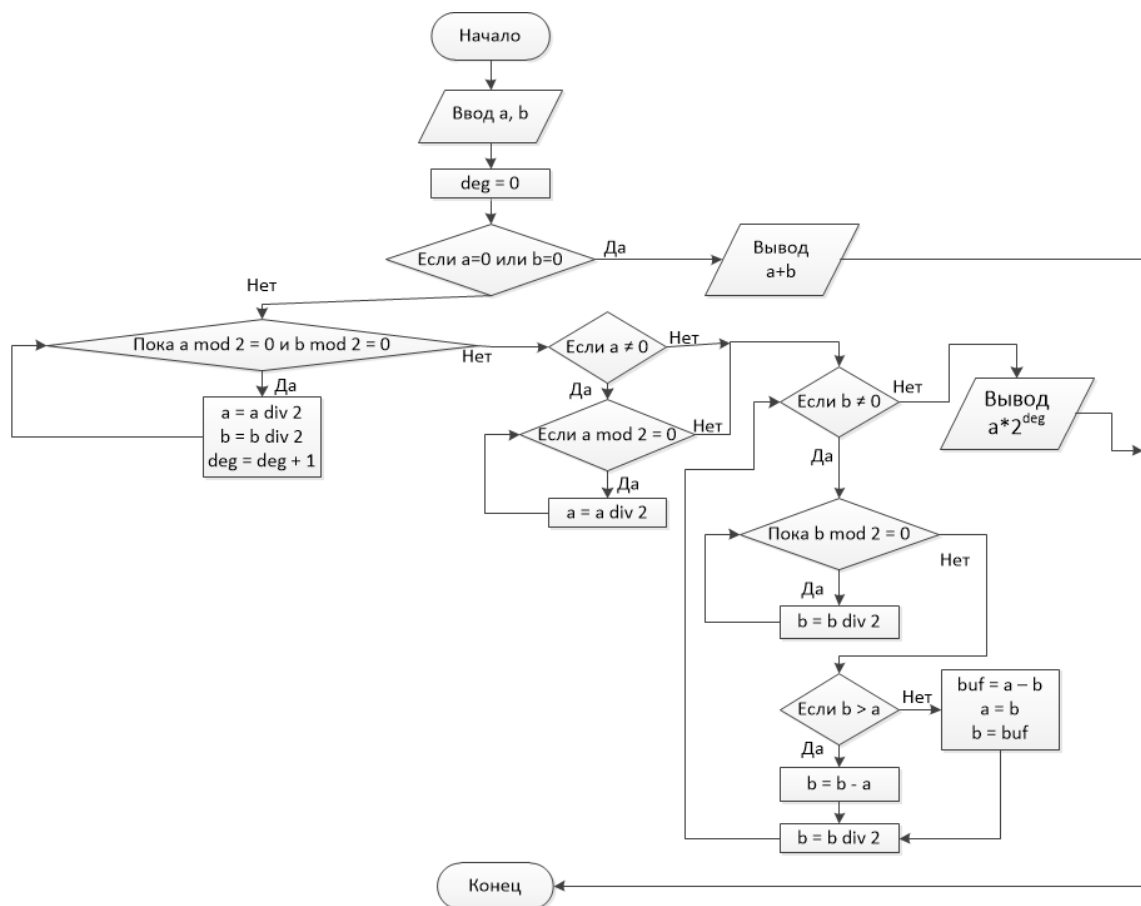 Начало
Ввод a, b
deg = 0
Если a=0 или b=0
Да
Вывод
a+b
Нет
Пока a mod 2 = 0 и b mod 2 = 0
Нет
Да
a = a div 2
b = b div 2
deg = deg + 1
Если a ≠ 0
Нет
Да
Если a mod 2 = 0
Нет
Да
a = a div 2
Если b ≠ 0
Нет
Вывод
a*2^deg
Да
Пока b mod 2 = 0
Нет
Да
b = b div 2
Если b > a
Нет
buf = a – b
a = b
b = buf
Да
b = b - a
b = b div 2
Конец